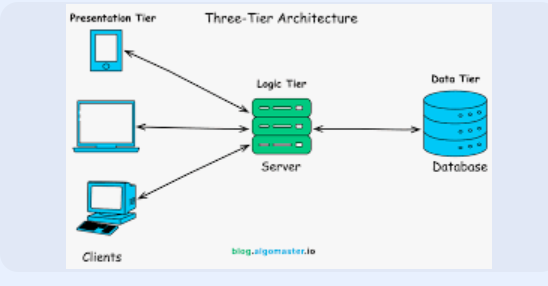 Presentation Tier
Three-Tier Architecture
Logic Tier
Data Tier
Server
Database
Clients
blog.algomaster.io